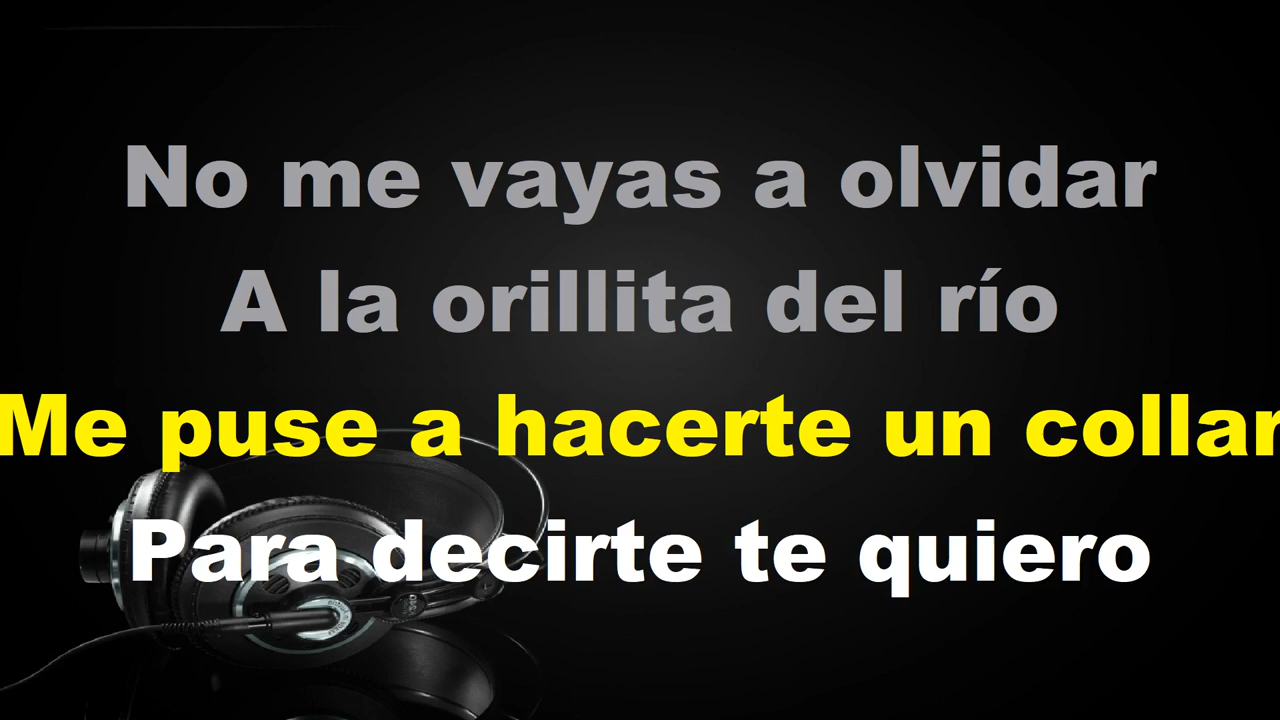 No me vayas a olvidar
A la orillita del río
Me puse a hacerte un collar
Para decirte te quiero